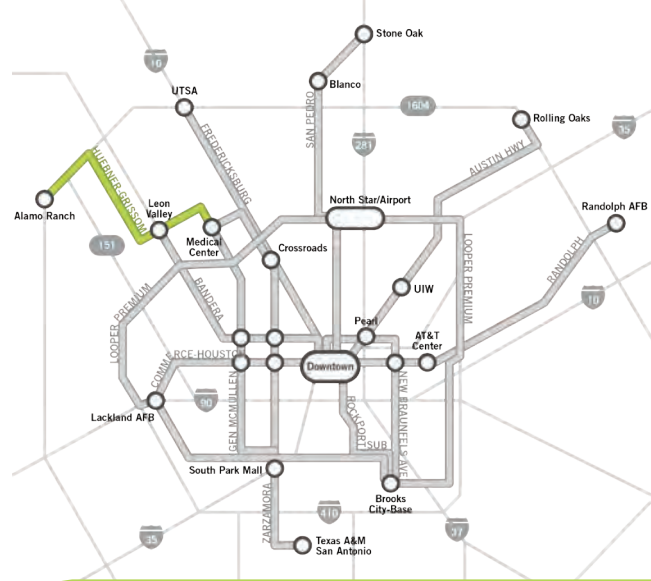 Stone Oak
10
Blanco
UTSA
1604
Rolling Oaks
35
SAN PEDRO
FREDERICKSBURG
281
AUSTIN HWY
HUEBNER-GRISSOM
Leon
Valley
Alamo Ranch
North Star/Airport
Randolph AFB
151
Medical
Center
Crossroads
LOOPER PREMIUM
RANDOLPH
BANDERA
UIW
10
LOOPER PREMIUM
Pearl
AT&T
Center
COMME
RCE-HOUSTON
Downtown
90
Lackland AFB
GEN MCMULLEN
ROCKPORT
SUB
NEW BRAUNFELS AVE
South Park Mall
Brooks
City-Base
ZARZAMORA
410
37
35
Texas A&M
San Antonio